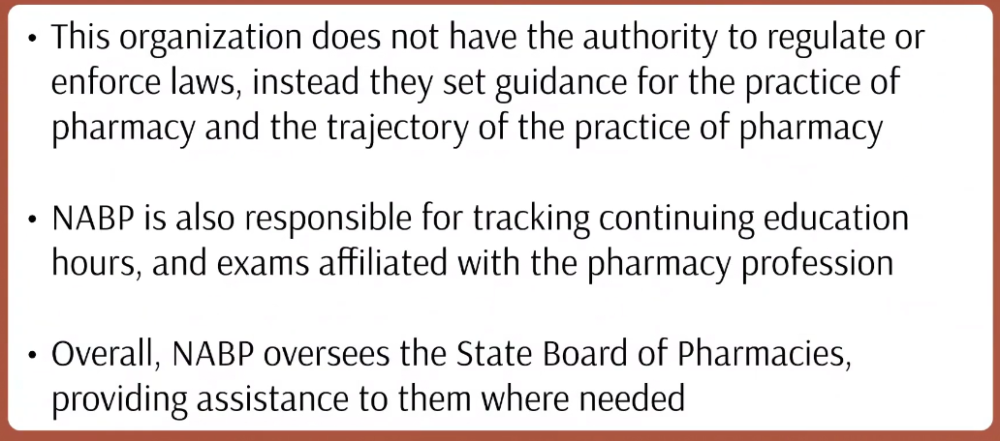 • This organization does not have the authority to regulate or
enforce laws, instead they set guidance for the practice of
pharmacy and the trajectory of the practice of pharmacy
• NABP is also responsible for tracking continuing education
hours, and exams affiliated with the pharmacy profession
• Overall, NABP oversees the State Board of Pharmacies,
providing assistance to them where needed